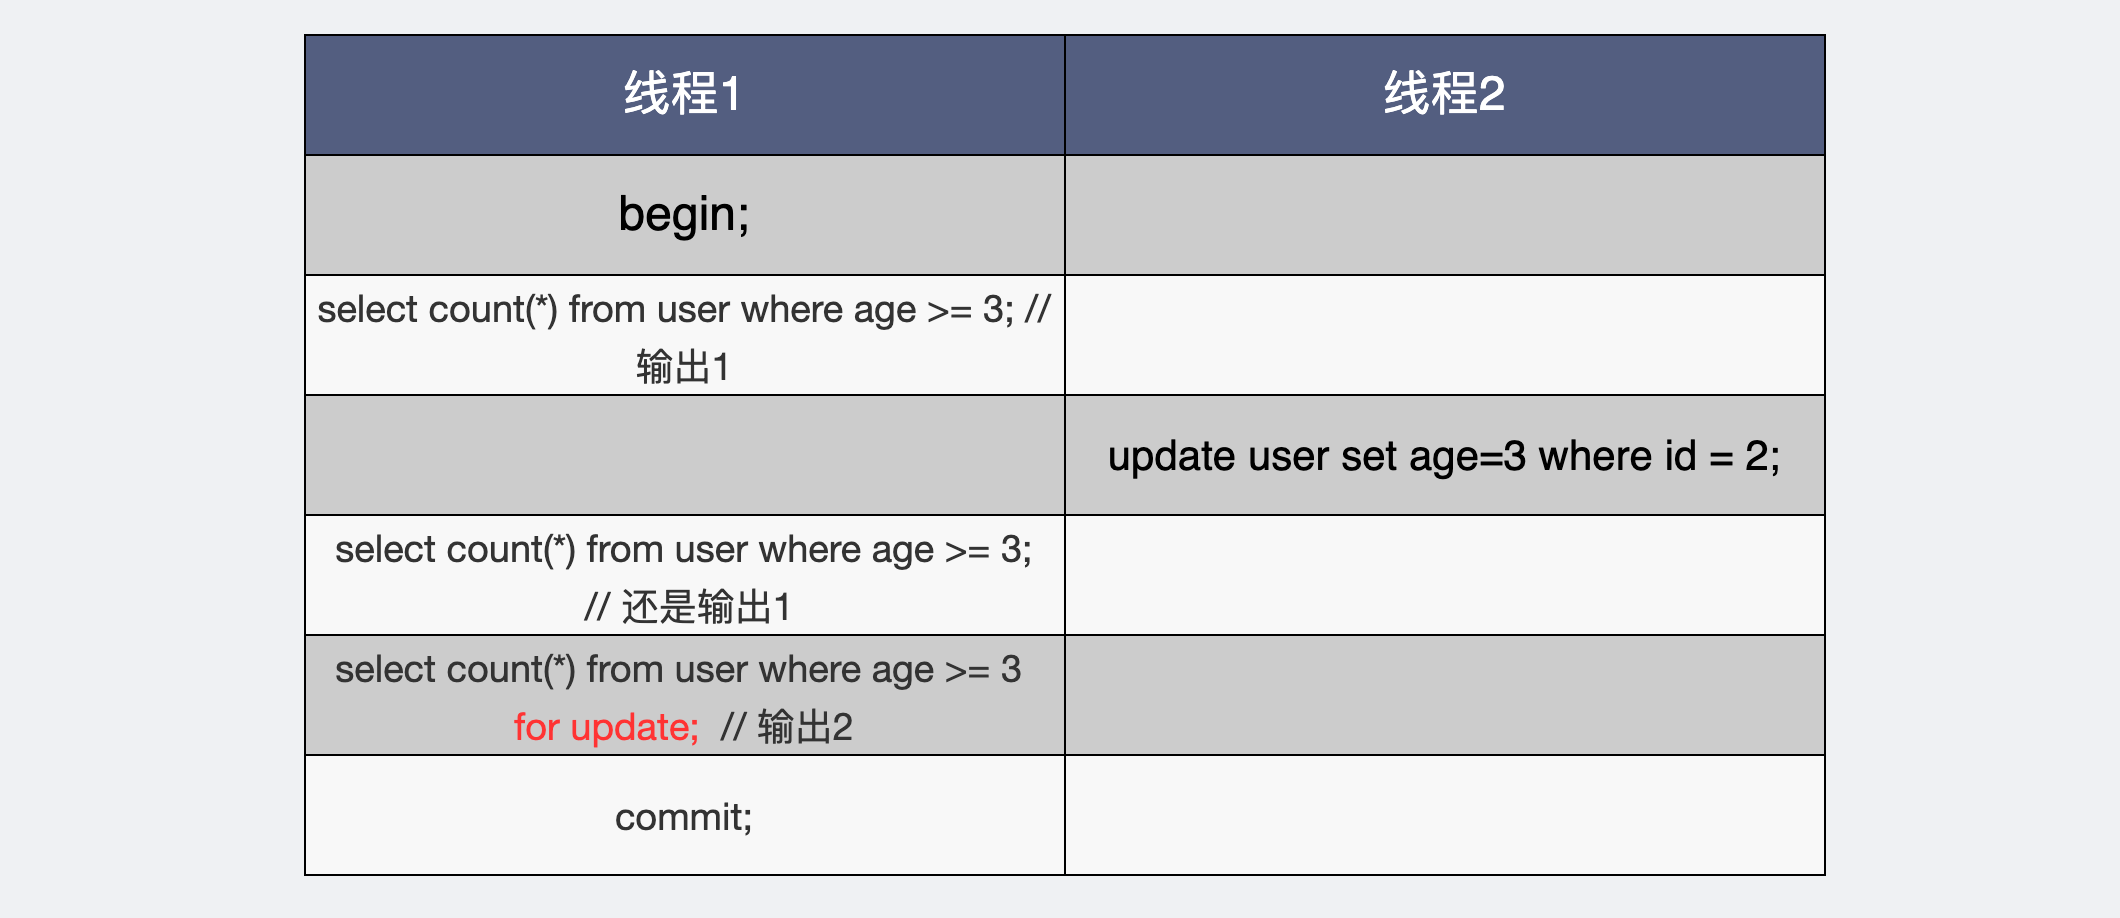 线程1
线程2
begin;
select count(*) from user where age >= 3; //
输出1
update user set age=3 where id = 2;
select count(*) from user where age >= 3;
// 还是输出1
select count(*) from user where age >= 3
for update; // 输出2
commit;